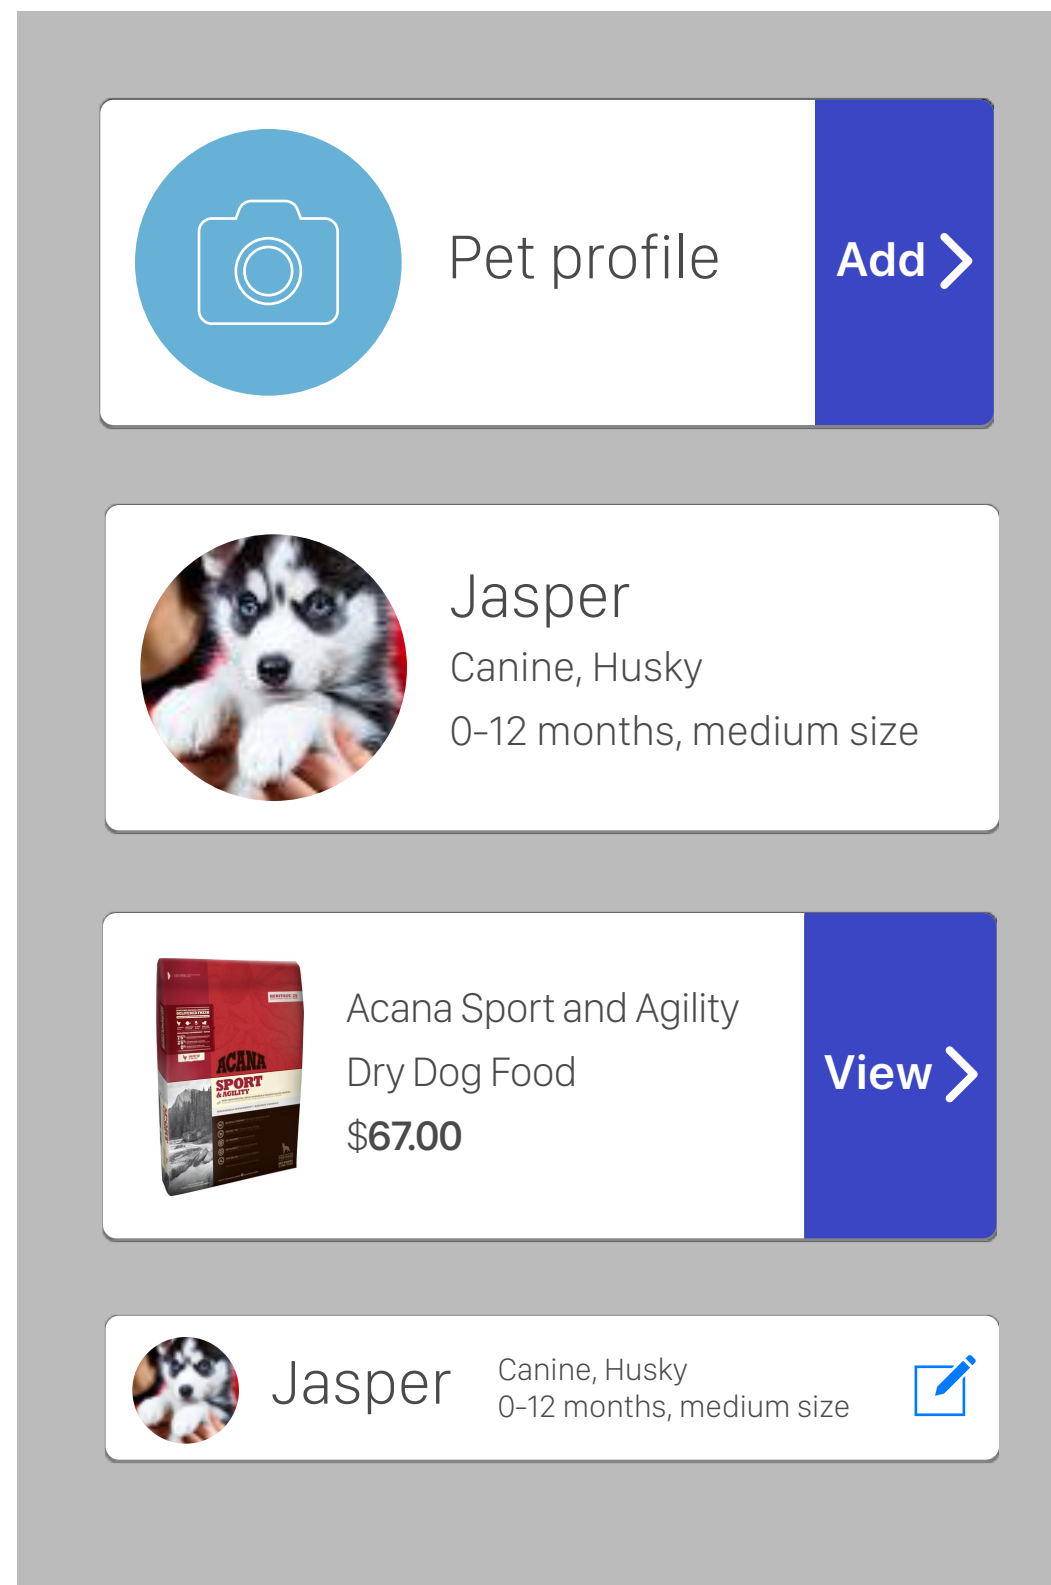 Pet profile
Add
Jasper
Canine, Husky
0-12 months, medium size
ACANA
SPORT
& AGILITY
Acana Sport and Agility
Dry Dog Food
$67.00
View
Jasper
Canine, Husky
0-12 months, medium size